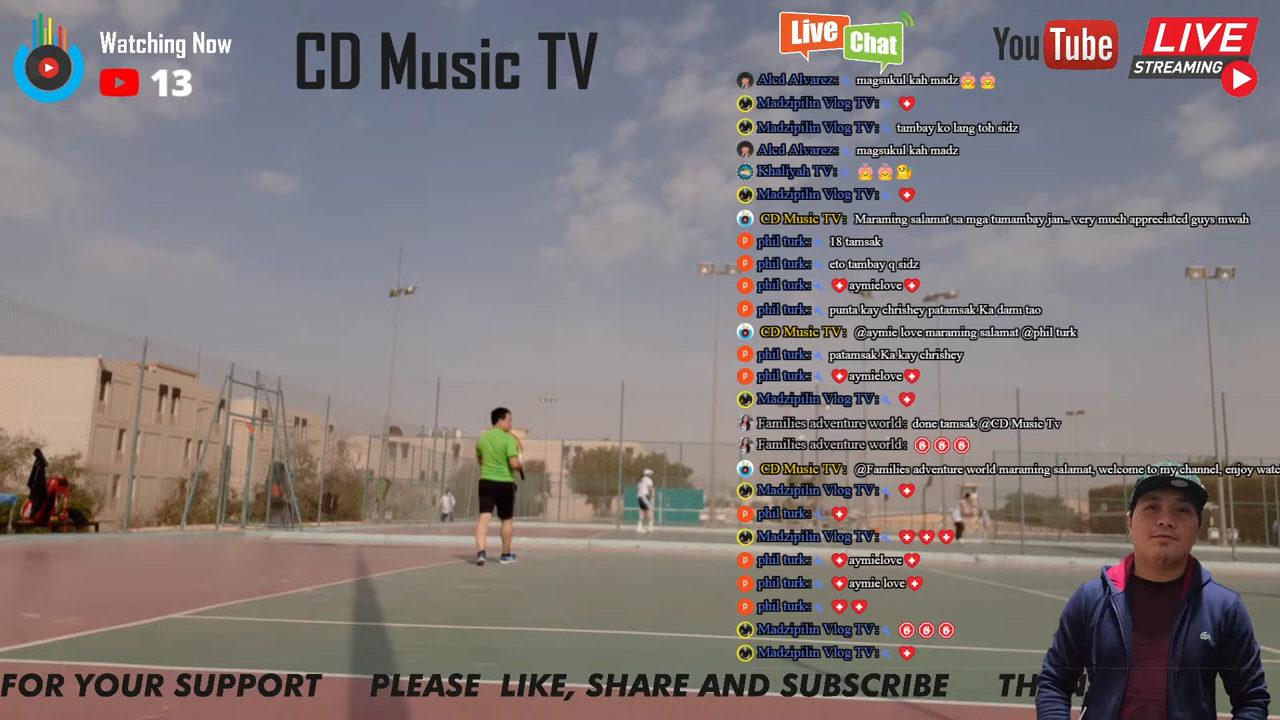 Watching Now
13
CD Music TV
Live Chat
YouTube
LIVE
STREAMING
Alcd Alvarez: magsukul kah madz
Madzipilin Vlog TV:
Madzipilin Vlog TV: tambay ko lang toh sidz
Alcd Alvarez: magsukul kah madz
Khaliyah TV:
Madzipilin Vlog TV:
CD Music TV: Maraming salamat sa mga tumambay jan.. very much appreciated guys mwah
phil turk: 18 tamsak
phil turk: eto tambay q sidz
phil turk: aymielove
phil turk: punta kay chrishey patamsak Ka dami tao
CD Music TV: @aymie love maraming salamat @phil turk
phil turk: patamsak Ka kay chrishey
phil turk: aymielove
Madzipilin Vlog TV:
Families adventure world: done tamsak @CD Music Tv
Families adventure world:
CD Music TV: @Families adventure world maraming salamat, welcome to my channel, enjoy
Madzipilin Vlog TV:
phil turk:
Madzipilin Vlog TV:
phil turk: aymielove
phil turk: aymie love
phil turk:
Madzipilin Vlog TV:
Madzipilin Vlog TV:
FOR YOUR SUPPORT PLEASE LIKE, SHARE AND SUBSCRIBE